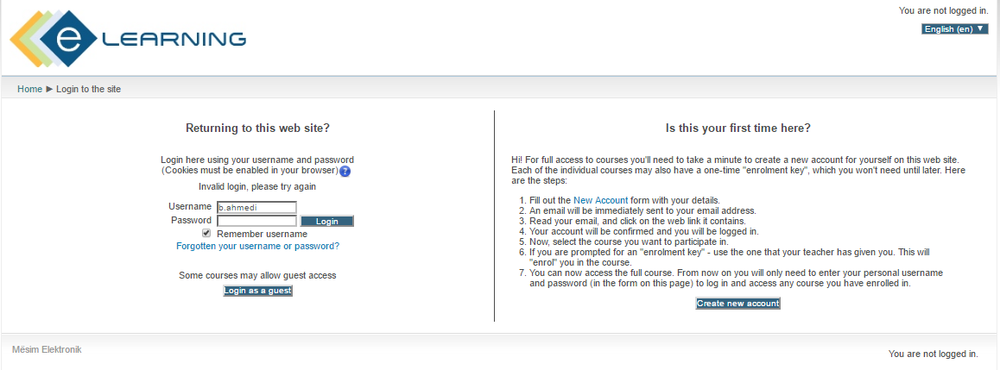 e LEARNING
You are not logged in.
English (en) ▼
Home ► Login to the site
Returning to this web site?
Login here using your username and password
(Cookies must be enabled in your browser) ?
Invalid login, please try again
Username b.ahmedi
Password Login
Remember username
Forgotten your username or password?
Some courses may allow guest access
Login as a guest
Is this your first time here?
Hi! For full access to courses you'll need to take a minute to create a new account for yourself on this web site.
Each of the individual courses may also have a one-time "enrolment key", which you won't need until later. Here
are the steps:
1. Fill out the New Account form with your details.
2. An email will be immediately sent to your email address.
3. Read your email, and click on the web link it contains.
4. Your account will be confirmed and you will be logged in.
5. Now, select the course you want to participate in.
6. If you are prompted for an "enrolment key" - use the one that your teacher has given you. This will
"enrol" you in the course.
7. You can now access the full course. From now on you will only need to enter your personal username
and password (in the form on this page) to log in and access any course you have enrolled in.
Create new account
Mësim Elektronik
You are not logged in.